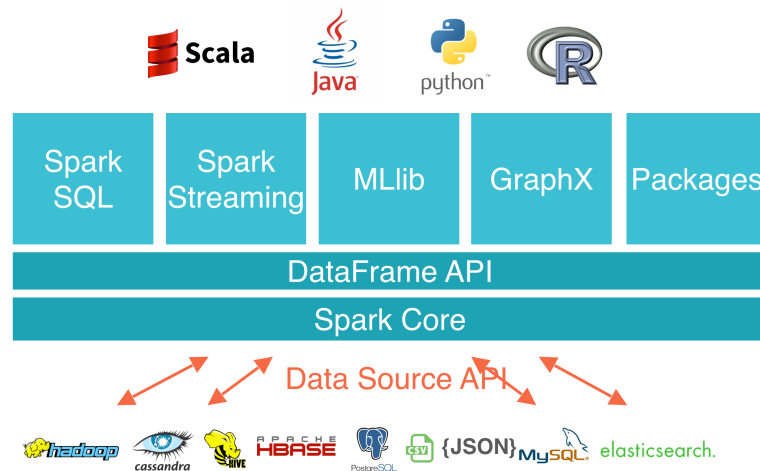 Scala
Java
python™
R
Spark SQL
Spark Streaming
MLlib
GraphX
Packages
DataFrame API
Spark Core
Data Source API
hadoop
cassandra
HIVE
APACHE
HBASE
PostgreSQL
CSV
{JSON}
MySQL®
elasticsearch.